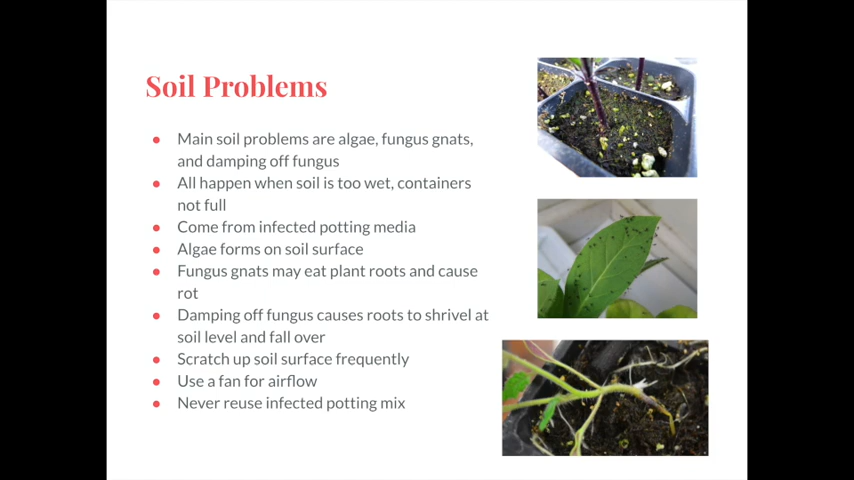 Soil Problems
● Main soil problems are algae, fungus gnats,
and damping off fungus
● All happen when soil is too wet, containers
not full
● Come from infected potting media
● Algae forms on soil surface
● Fungus gnats may eat plant roots and cause
rot
● Damping off fungus causes roots to shrivel at
soil level and fall over
● Scratch up soil surface frequently
● Use a fan for airflow
● Never reuse infected potting mix